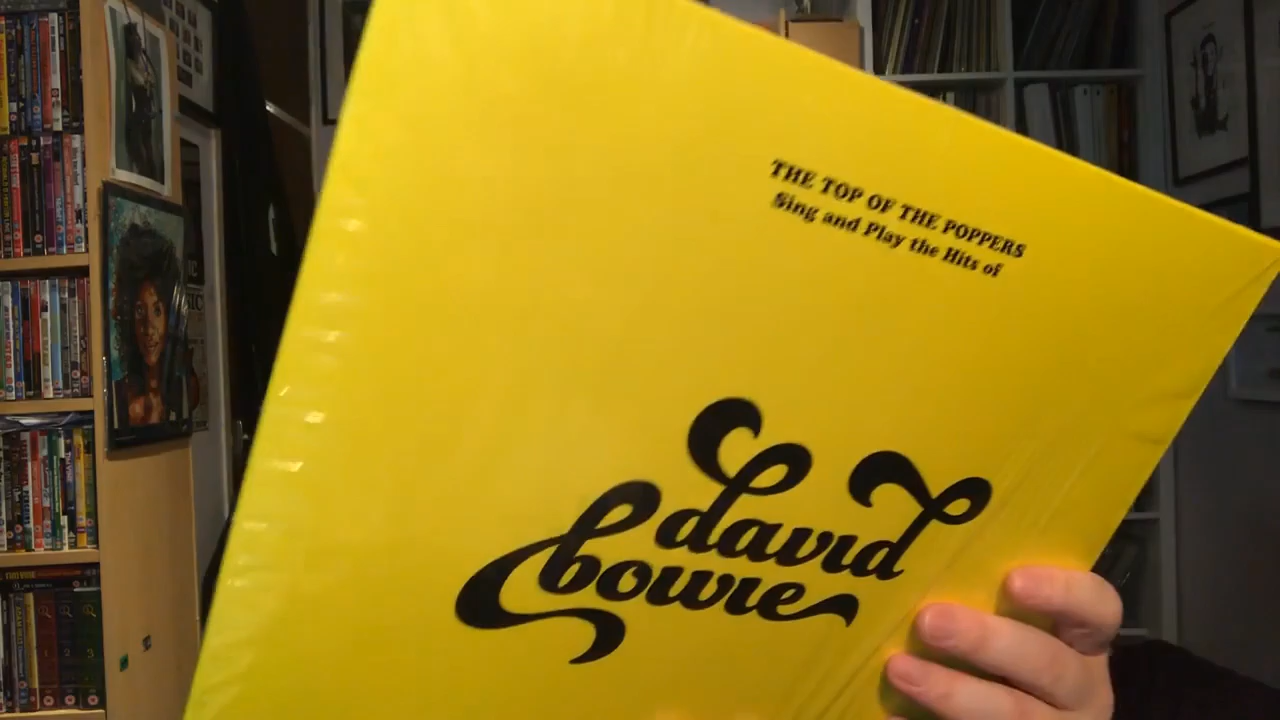 THE TOP OF THE POPPERS
Sing and Play the Hits of
david
bowie